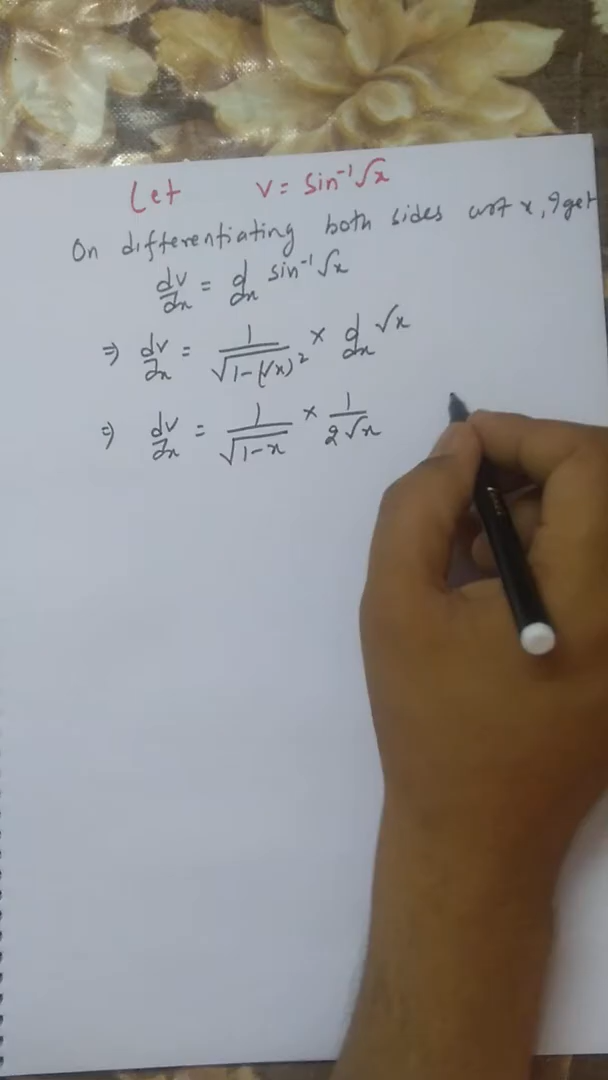 Let v = sin⁻¹√x
On differentiating both sides wrt x, I get
dv/dx = d/dx sin⁻¹√x
⇒ dv/dx = 1/√(1-(√x)²) × d/dx √x
⇒ dv/dx = 1/√(1-x) × 1/(2√x)